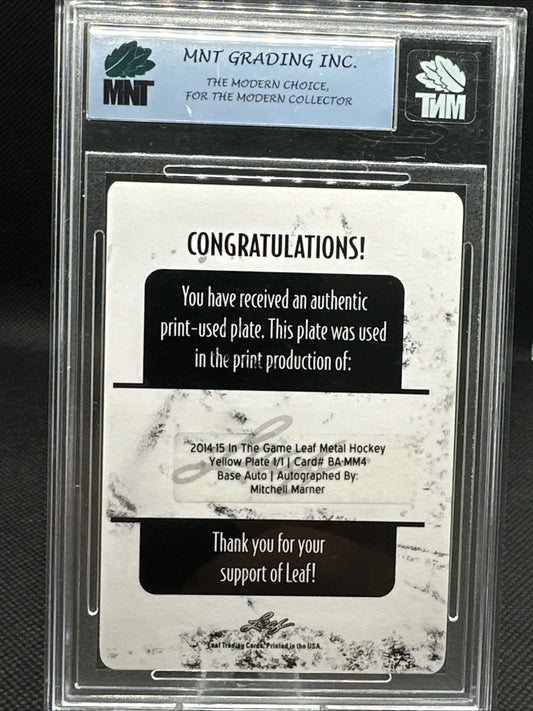 MNT GRADING INC.
THE MODERN CHOICE,
FOR THE MODERN COLLECTOR
MNT
MNT
CONGRATULATIONS!
You have received an authentic
print-used plate. This plate was used
in the print production of:
Leaf
2014-15 In The Game Leaf Metal Hockey
Yellow Plate 1/1 | Card# BA-MM4
Base Auto | Autographed By:
Mitchell Marner
Thank you for your
support of Leaf!
Leaf
Leaf Trading Cards. Printed in the USA.